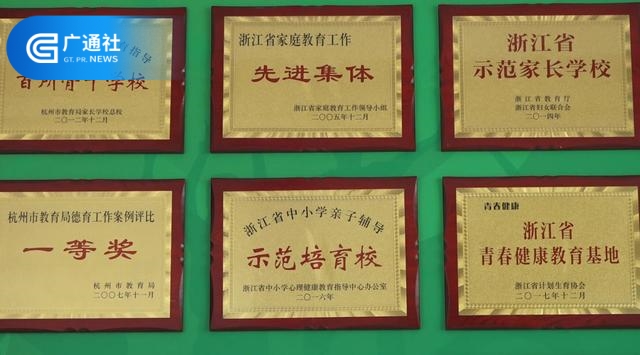 广通社
GT. PR. NEWS
指导
百所骨干学校
杭州市教育局家长学校总校
二〇一二年十二月
浙江省家庭教育工作
先进集体
浙江省家庭教育工作领导小组
二〇〇五年十二月
浙江省
示范家长学校
浙江省教育厅
浙江省妇女联合会
二〇一四年
杭州市教育局德育工作案例评比
一等奖
杭州市教育局
二〇〇七年十一月
浙江省中小学亲子辅导
示范培育校
浙江省中小学心理健康教育指导中心办公室
二〇一六年
青春健康
浙江省
青春健康教育基地
浙江省计划生育协会
二〇一七年十二月